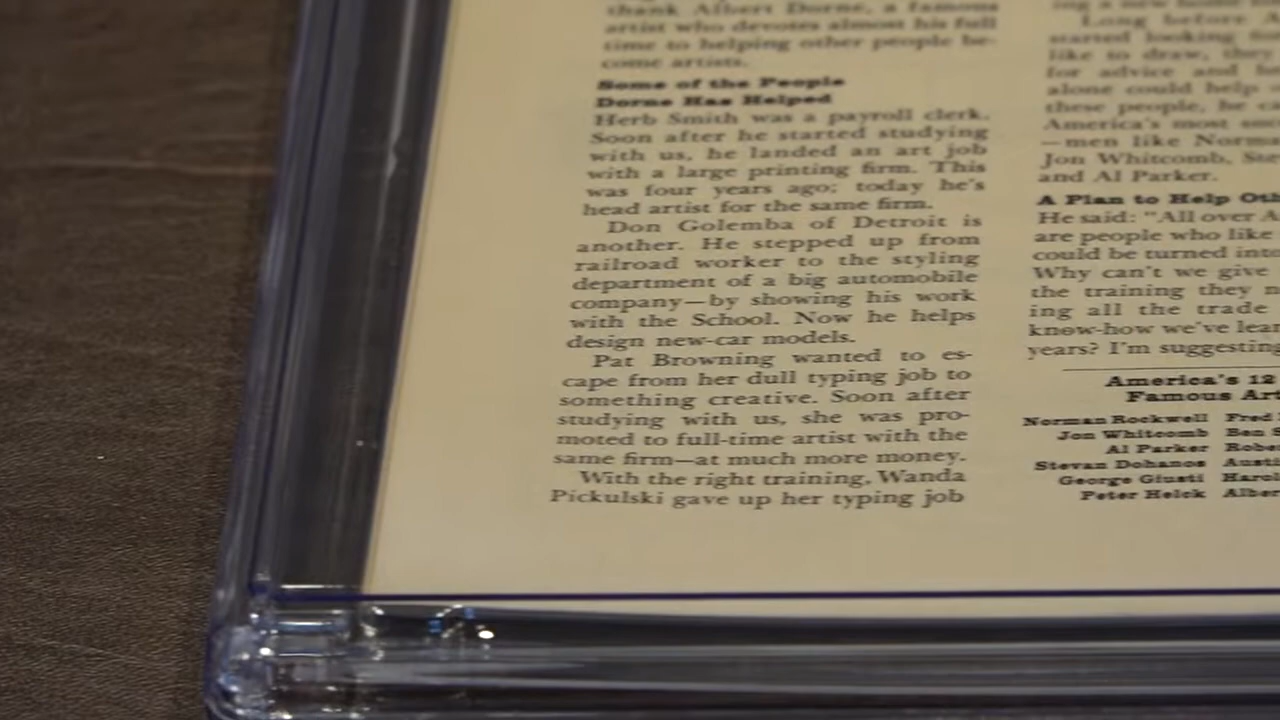 thank Albert Dorne, a famous
artist who devotes almost his full
time to helping other people be-
come artists.
Some of the People
Dorne Has Helped
Herb Smith was a payroll clerk.
Soon after he started studying
with us, he landed an art job
with a large printing firm. This
was four years ago; today he's
head artist for the same firm.
Don Golemba of Detroit is
another. He stepped up from
railroad worker to the styling
department of a big automobile
company—by showing his work
with the School. Now he helps
design new-car models.
Pat Browning wanted to es-
cape from her dull typing job to
something creative. Soon after
studying with us, she was pro-
moted to full-time artist with the
same firm—at much more money.
With the right training, Wanda
Pickulski gave up her typing job
ing a new home
Long before
started looking
like to draw, they
for advice and
alone could help
these people, he
America's most
—men like
Jon Whitcomb,
and Al Parker.
A Plan to Help
He said: "All over
are people who like
could be turned
Why can't we give
the training they
ing all the trade
know-how we've
years? I'm suggesting
America's 12
Famous
Norman Rockwell Fred
Jon Whitcomb Ben
Al Parker
Stevan Dohanos
George Giusti
Peter Helck